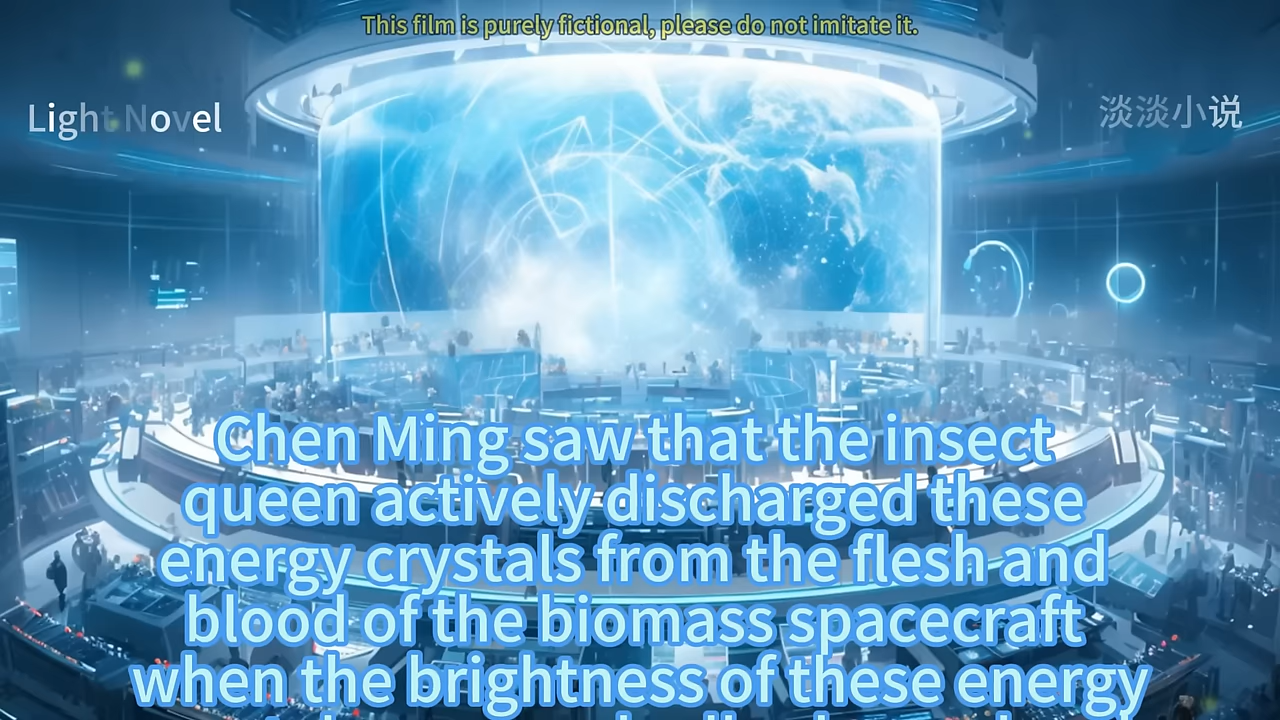 This film is purely fictional, please do not imitate it.
Light Novel
淡淡小说
Chen Ming saw that the insect
queen actively discharged these
energy crystals from the flesh and
blood of the biomass spacecraft
when the brightness of these energy